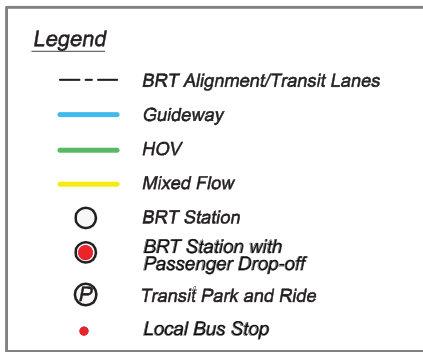 Legend
BRT Alignment/Transit Lanes
Guideway
HOV
Mixed Flow
BRT Station
BRT Station with
Passenger Drop-off
P Transit Park and Ride
Local Bus Stop